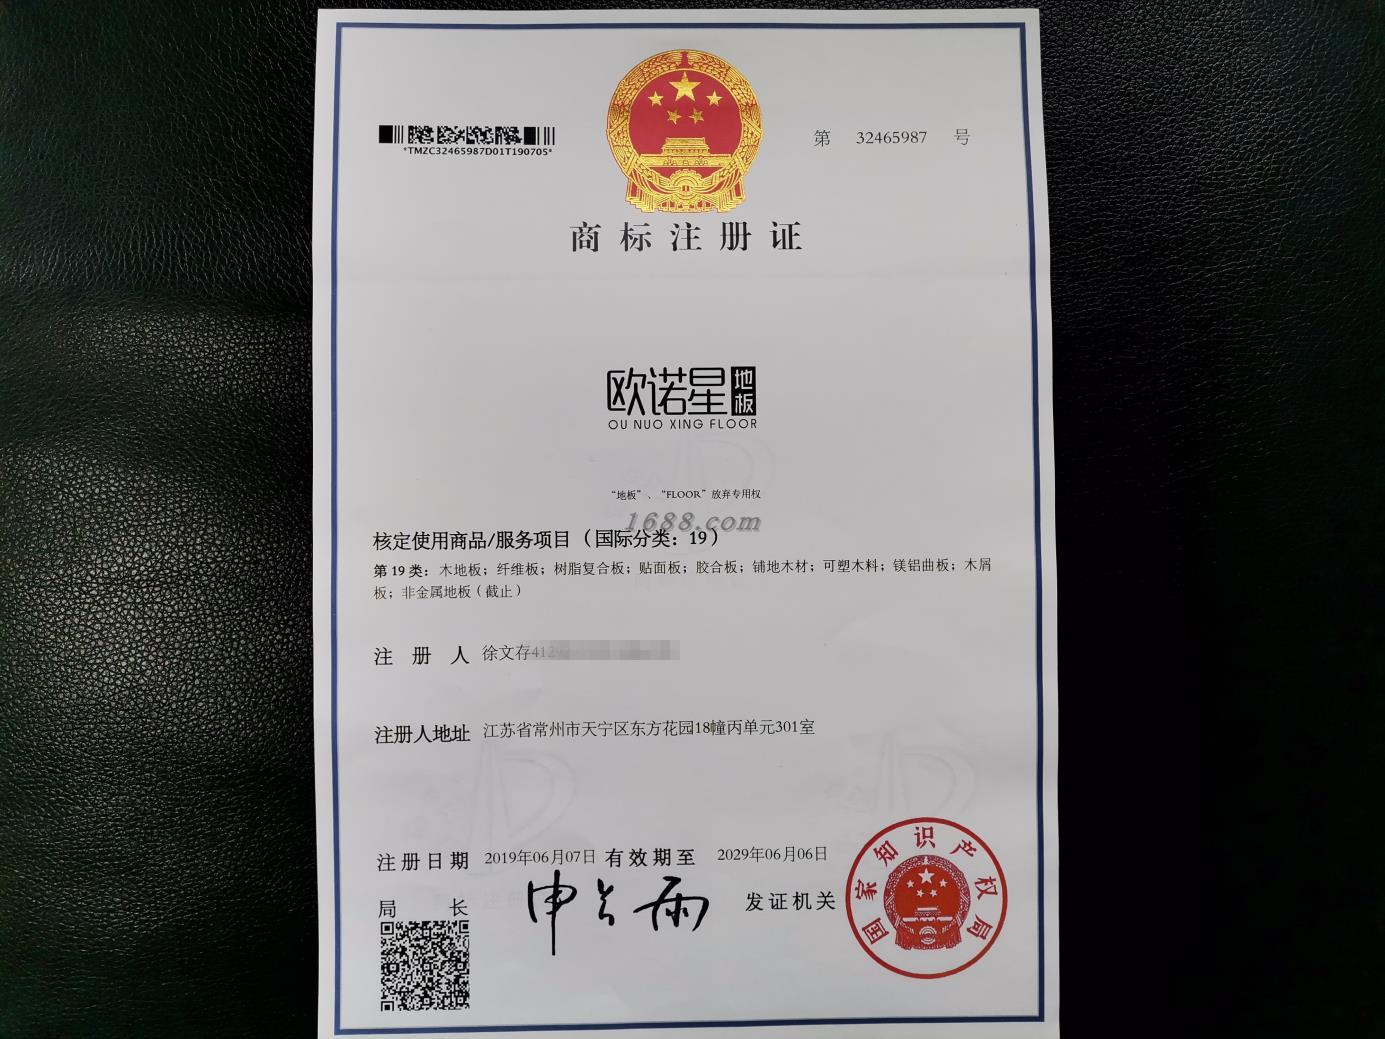 *TMZC32465987D01T190705*
第 32465987 号
商标注册证
欧诺星地板
OU NUO XING FLOOR
“地板”、“FLOOR”放弃专用权
1688.com
核定使用商品/服务项目（国际分类：19）
第 19 类：木地板；纤维板；树脂复合板；贴面板；胶合板；铺地木材；可塑木料；镁铝曲板；木屑
板；非金属地板（截止）
注册人 徐文存412
注册人地址 江苏省常州市天宁区东方花园18幢丙单元301室
注册日期 2019年06月07日 有效期至 2029年06月06日
局长 申长雨 发证机关
国家知识产权局